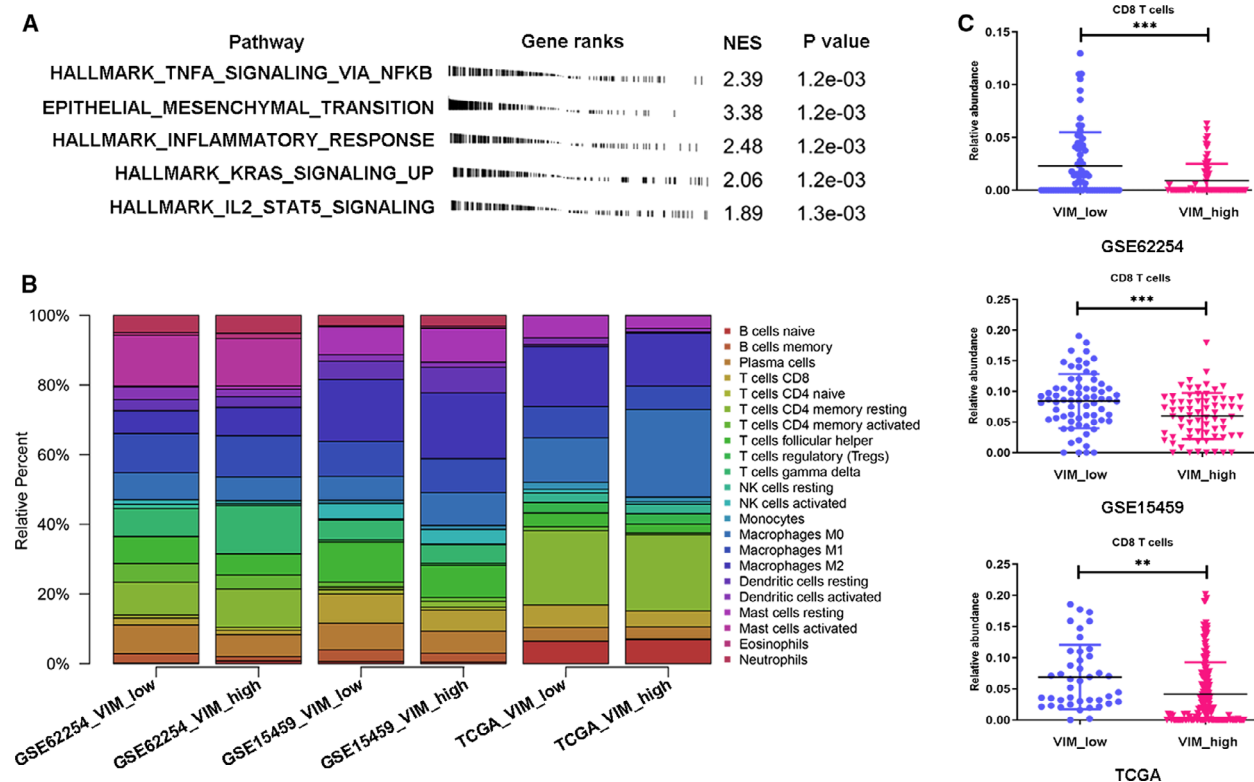 A
Pathway Gene ranks NES P value
HALLMARK_TNFA_SIGNALING_VIA_NFKB 2.39 1.2e-03
EPITHELIAL_MESENCHYMAL_TRANSITION 3.38 1.2e-03
HALLMARK_INFLAMMATORY_RESPONSE 2.48 1.2e-03
HALLMARK_KRAS_SIGNALING_UP 2.06 1.2e-03
HALLMARK_IL2_STAT5_SIGNALING 1.89 1.3e-03
B
Relative Percent
100%
80%
60%
40%
20%
0%
GSE62254_VIM_low
GSE62254_VIM_high
GSE15459_VIM_low
GSE15459_VIM_high
TCGA_VIM_low
TCGA_VIM_high
B cells naive
B cells memory
Plasma cells
T cells CD8
T cells CD4 naive
T cells CD4 memory resting
T cells CD4 memory activated
T cells follicular helper
T cells regulatory (Tregs)
T cells gamma delta
NK cells resting
NK cells activated
Monocytes
Macrophages M0
Macrophages M1
Macrophages M2
Dendritic cells resting
Dendritic cells activated
Mast cells resting
Mast cells activated
Eosinophils
Neutrophils
C
CD8 T cells
***
Relative abundance
0.15
0.10
0.05
0.00
VIM_low VIM_high
GSE62254
CD8 T cells
***
Relative abundance
0.25
0.20
0.15
0.10
0.05
0.00
VIM_low VIM_high
GSE15459
CD8 T cells
**
Relative abundance
0.25
0.20
0.15
0.10
0.05
0.00
VIM_low VIM_high
TCGA